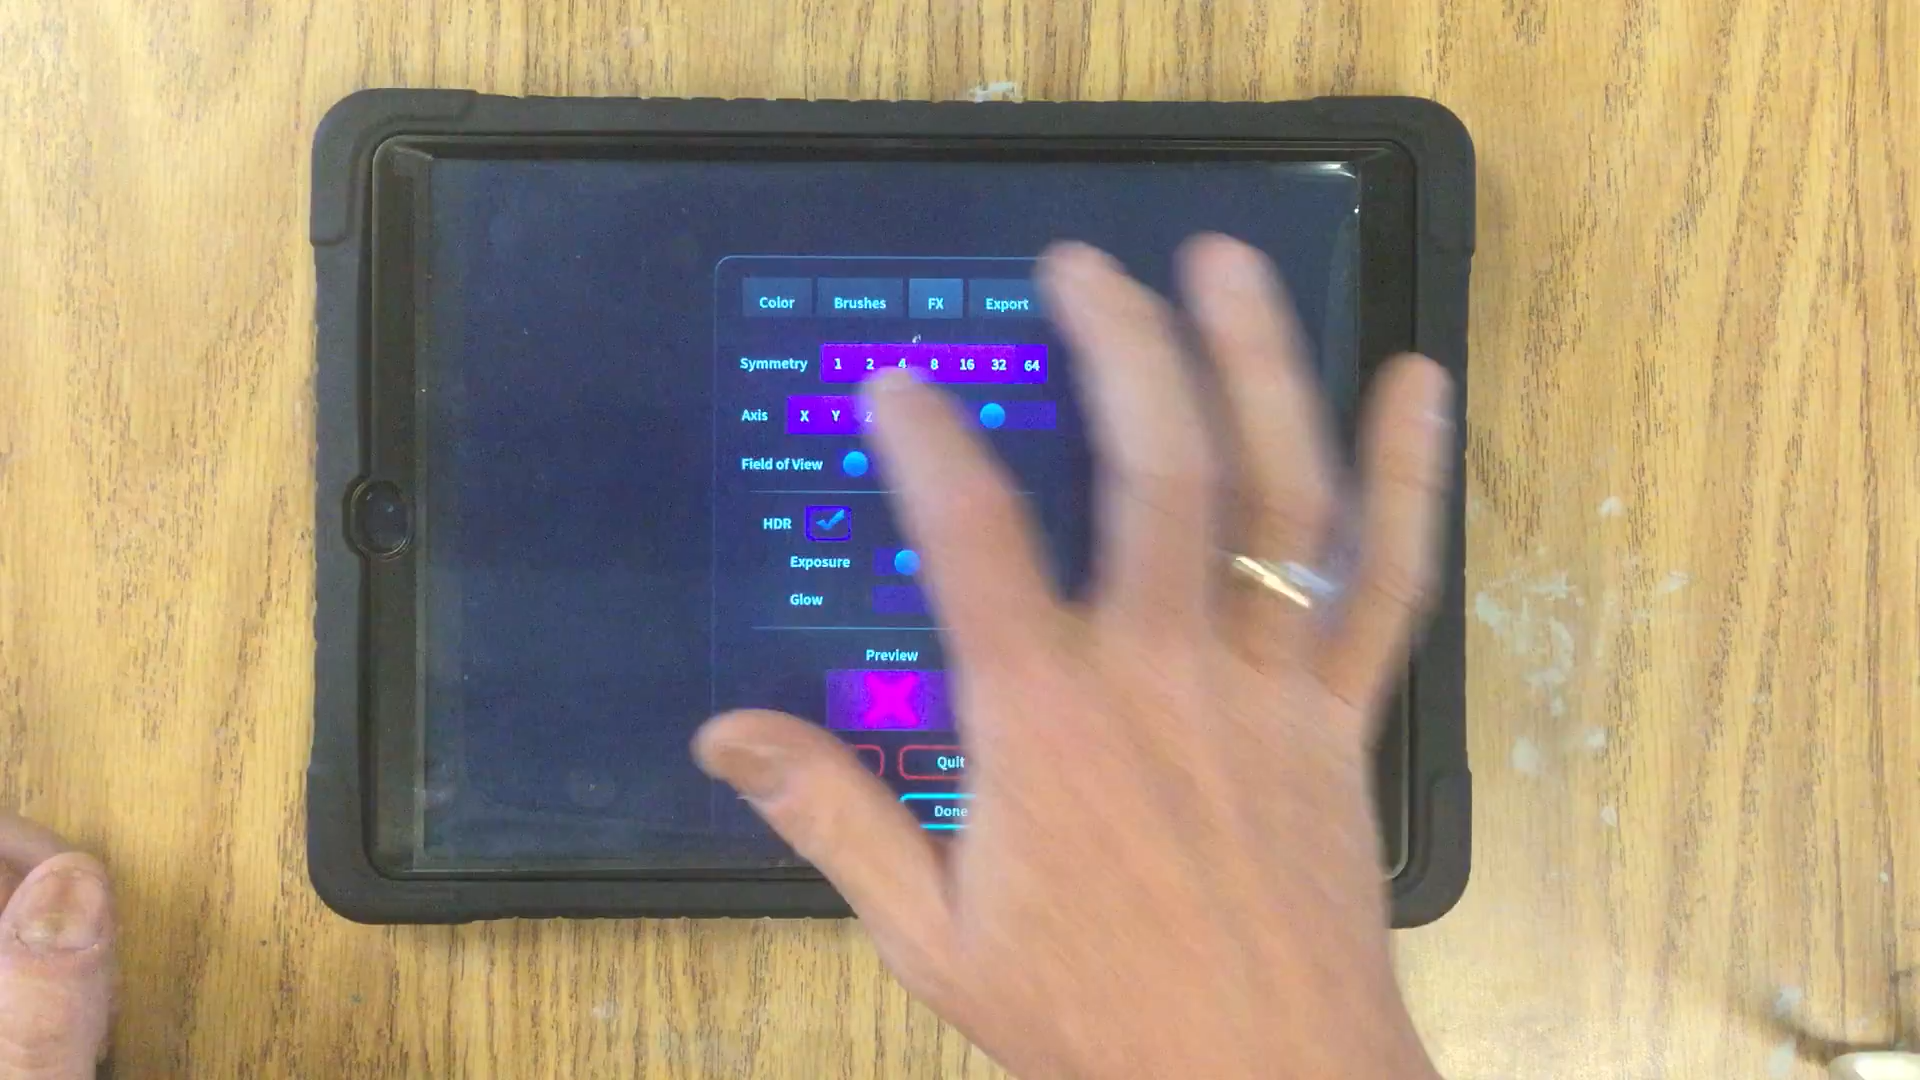 Color Brushes FX Export
Symmetry 1 2 4 8 16 32 64
Axis X Y Z
Field of View
HDR
Exposure
Glow
Preview
Quit
Done